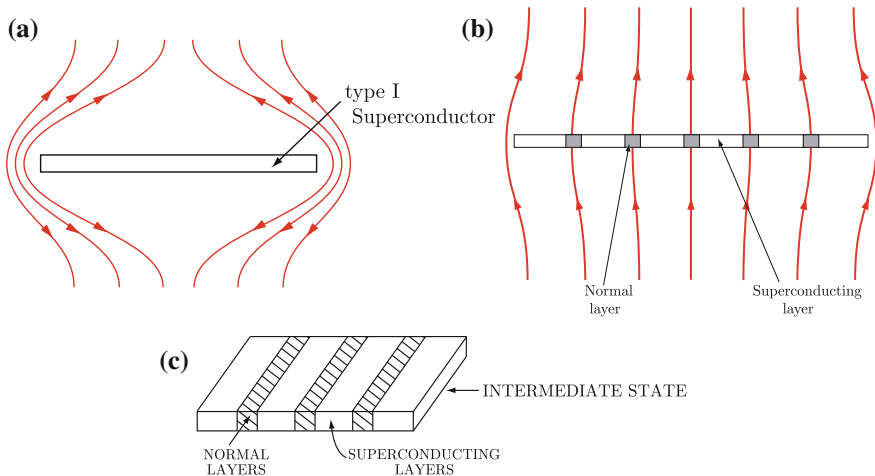 (a)
type I
Superconductor
(b)
Normal
layer
Superconducting
layer
(c)
INTERMEDIATE STATE
NORMAL
LAYERS
SUPERCONDUCTING
LAYERS